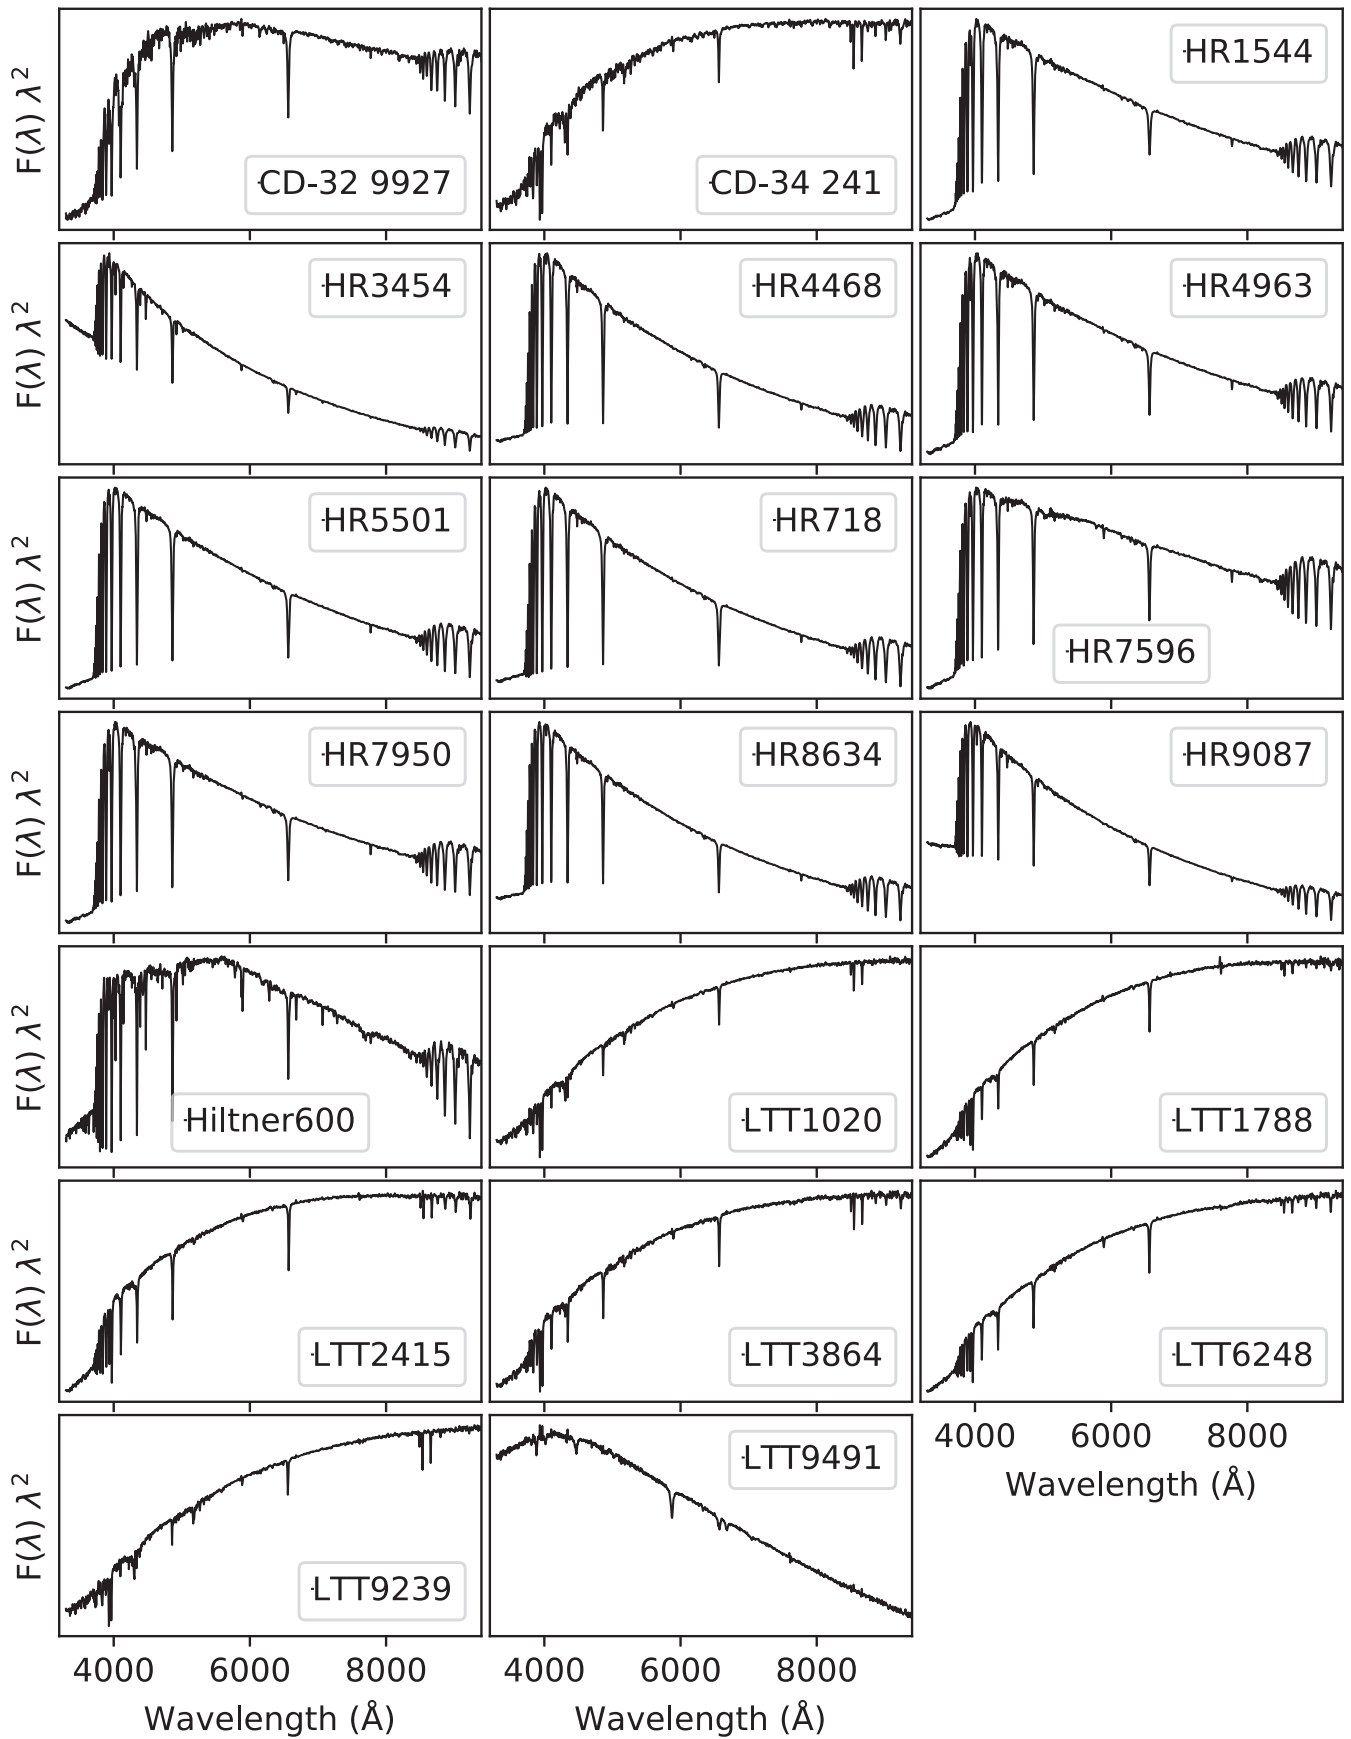 F(λ) λ²
CD-32 9927
CD-34 241
HR1544
F(λ) λ²
HR3454
HR4468
HR4963
F(λ) λ²
HR5501
HR718
HR7596
F(λ) λ²
HR7950
HR8634
HR9087
F(λ) λ²
Hiltner600
LTT1020
LTT1788
F(λ) λ²
LTT2415
LTT3864
LTT6248
F(λ) λ²
LTT9239
LTT9491
4000 6000 8000
Wavelength (Å)
4000 6000 8000
Wavelength (Å)
4000 6000 8000
Wavelength (Å)